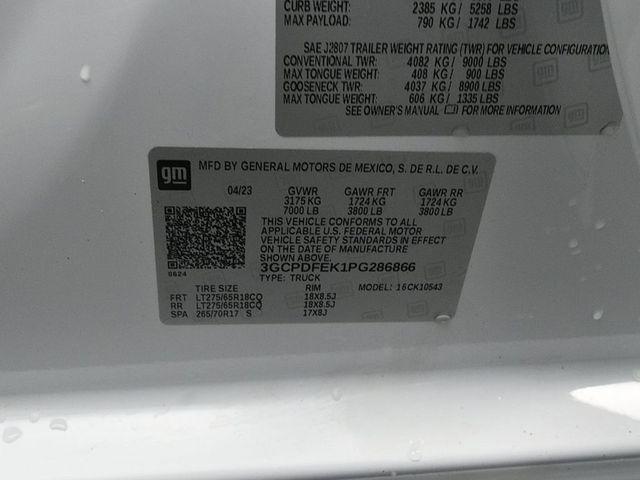 CURB WEIGHT: 2385 KG / 5258 LBS
MAX PAYLOAD: 790 KG / 1742 LBS
SAE J2807 TRAILER WEIGHT RATING (TWR) FOR VEHICLE CONFIGURATION
CONVENTIONAL TWR: 4082 KG / 9000 LBS
MAX TONGUE WEIGHT: 408 KG / 900 LBS
GOOSENECK TWR: 4037 KG / 8900 LBS
MAX TONGUE WEIGHT: 606 KG / 1335 LBS
SEE OWNER'S MANUAL FOR MORE INFORMATION
gm MFD BY GENERAL MOTORS DE MEXICO, S. DE R.L. DE C.V.
04/23 GVWR GAWR FRT GAWR RR
3175 KG 1724 KG 1724 KG
7000 LB 3800 LB 3800 LB
THIS VEHICLE CONFORMS TO ALL
APPLICABLE U.S. FEDERAL MOTOR
VEHICLE SAFETY STANDARDS IN EFFECT
ON THE DATE OF MANUFACTURE
SHOWN ABOVE.
0624 3GCPDFEK1PG286866
TYPE: TRUCK
TIRE SIZE RIM MODEL: 16CK10543
FRT LT275/65R18CQ 18X8.5J
RR LT275/65R18CQ 18X8.5J
SPA 265/70R17 S 17X8J